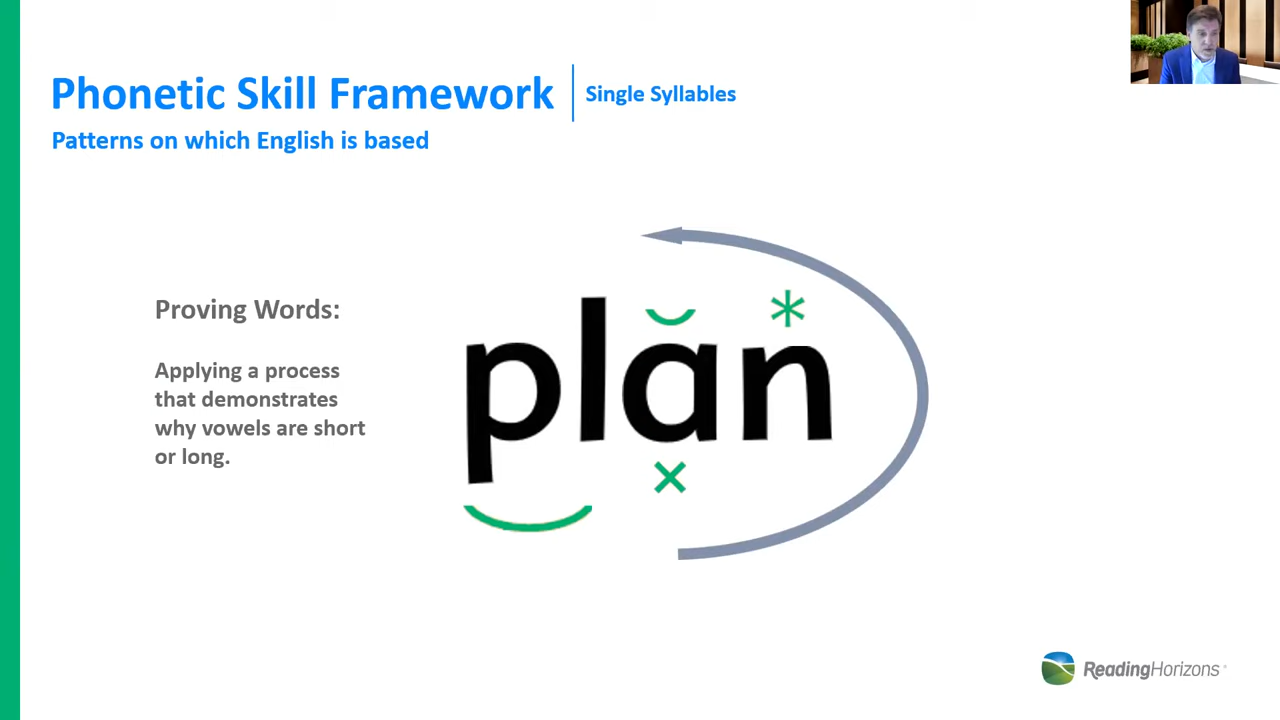 Phonetic Skill Framework
Single Syllables
Patterns on which English is based
Proving Words:
Applying a process
that demonstrates
why vowels are short
or long.
plan
ReadingHorizons